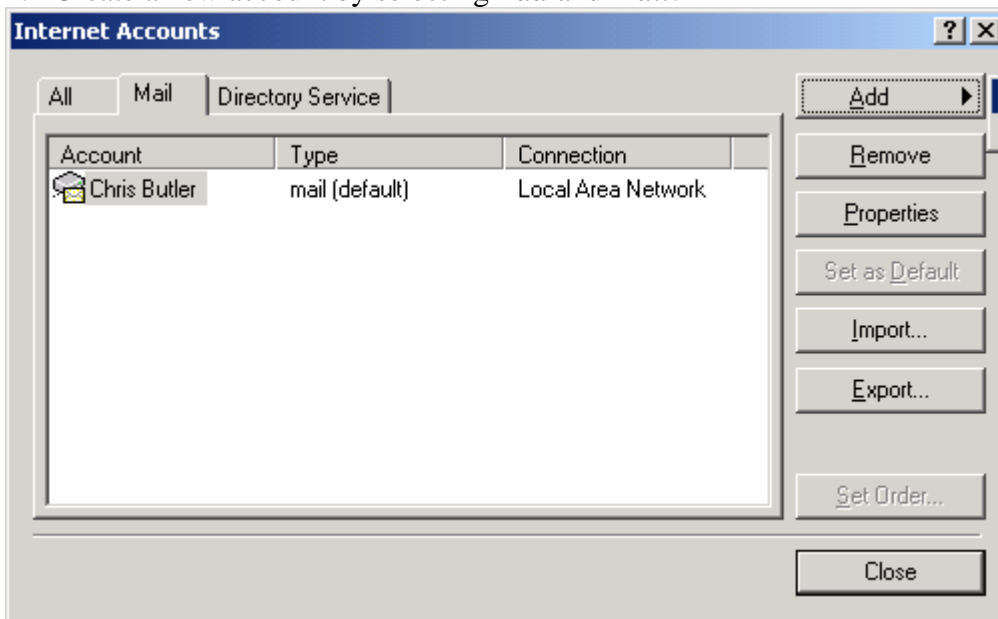 Internet Accounts
All Mail Directory Service
Account Type Connection
Chris Butler mail (default) Local Area Network
Add
Remove
Properties
Set as Default
Import...
Export...
Set Order...
Close